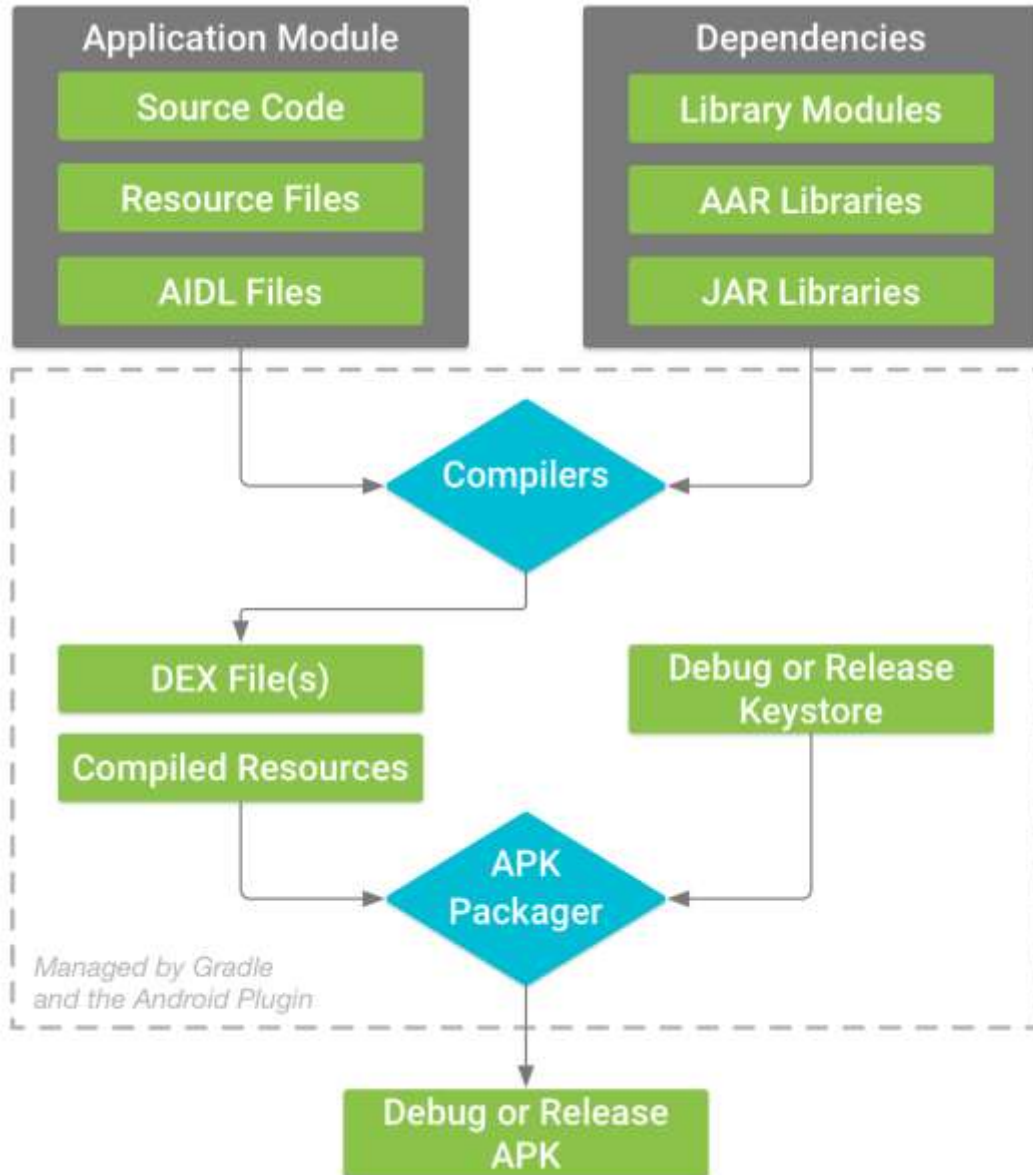 Application Module
Source Code
Resource Files
AIDL Files
Dependencies
Library Modules
AAR Libraries
JAR Libraries
Compilers
DEX File(s)
Compiled Resources
Debug or Release
Keystore
APK
Packager
Managed by Gradle
and the Android Plugin
Debug or Release
APK